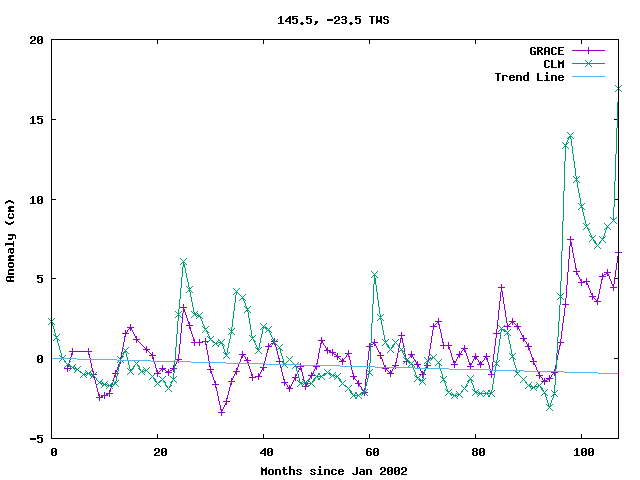 145.5, -23.5 TWS
GRACE
CLM
Trend Line
20
15
10
5
0
-5
Anomaly (cm)
0 20 40 60 80 100
Months since Jan 2002